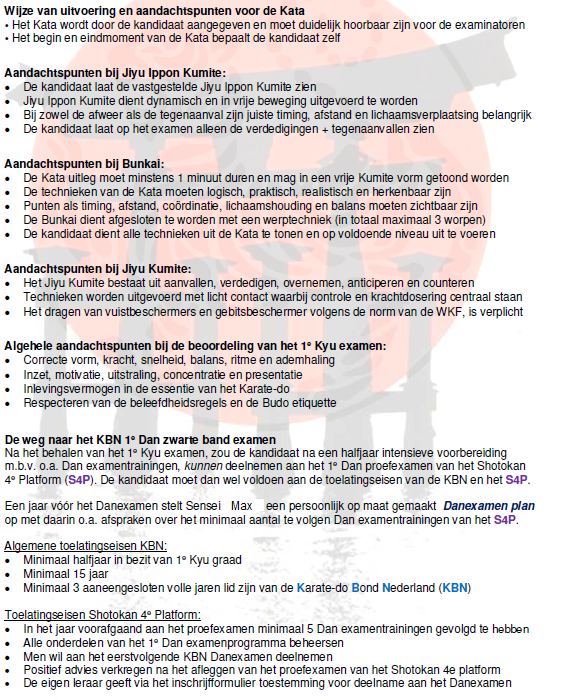 Wijze van uitvoering en aandachtspunten voor de Kata
• Het Kata wordt door de kandidaat aangegeven en moet duidelijk hoorbaar zijn voor de examinatoren
• Het begin en eindmoment van de Kata bepaalt de kandidaat zelf
Aandachtspunten bij Jiyu Ippon Kumite:
• De kandidaat laat de vastgestelde Jiyu Ippon Kumite zien
• Jiyu Ippon Kumite dient dynamisch en in vrije beweging uitgevoerd te worden
• Bij zowel de afweer als de tegenaanval zijn juiste timing, afstand en lichaamsverplaatsing belangrijk
• De kandidaat laat op het examen alleen de verdedigingen + tegenaanvallen zien
Aandachtspunten bij Bunkai:
• De Kata uitleg moet minstens 1 minuut duren en mag in een vrije Kumite vorm getoond worden
• De technieken van de Kata moeten logisch, praktisch, realistisch en herkenbaar zijn
• Punten als timing, afstand, coördinatie, lichaamshouding en balans moeten zichtbaar zijn
• De Bunkai dient afgesloten te worden met een werptechniek (in totaal maximaal 3 worpen)
• De kandidaat dient alle technieken uit de Kata te tonen en op voldoende niveau uit te voeren
Aandachtspunten bij Jiyu Kumite:
• Het Jiyu Kumite bestaat uit aanvallen, verdedigen, overnemen, anticiperen en counteren
• Technieken worden uitgevoerd met licht contact waarbij controle en krachtdosering centraal staan
• Het dragen van vuistbeschermers en gebitsbeschermer volgens de norm van de WKF, is verplicht
Algehele aandachtspunten bij de beoordeling van het 1e Kyu examen:
• Correcte vorm, kracht, snelheid, balans, ritme en ademhaling
• Inzet, motivatie, uitstraling, concentratie en presentatie
• Inlevingsvermogen in de essentie van het Karate-do
• Respecteren van de beleefdheidsregels en de Budo etiquette
De weg naar het KBN 1e Dan zwarte band examen
Na het behalen van het 1e Kyu examen, zou de kandidaat na een halfjaar intensieve voorbereiding
m.b.v. o.a. Dan examentrainingen, kunnen deelnemen aan het 1e Dan proefexamen van het Shotokan
4e Platform (S4P). De kandidaat moet dan wel voldoen aan de toelatingseisen van de KBN en het S4P.
Een jaar vóór het Danexamen stelt Sensei Max een persoonlijk op maat gemaakt Danexamen plan
op met daarin o.a. afspraken over het minimaal aantal te volgen Dan examentrainingen van het S4P.
Algemene toelatingseisen KBN:
• Minimaal halfjaar in bezit van 1e Kyu graad
• Minimaal 15 jaar
• Minimaal 3 aaneengesloten volle jaren lid zijn van de Karate-do Bond Nederland (KBN)
Toelatingseisen Shotokan 4e Platform:
• In het jaar voorafgaand aan het proefexamen minimaal 5 Dan examentrainingen gevolgd te hebben
• Alle onderdelen van het 1e Dan examenprogramma beheersen
• Men wil aan het eerstvolgende KBN Danexamen deelnemen
• Positief advies verkregen na het afleggen van het proefexamen van het Shotokan 4e platform
• De eigen leraar geeft via het inschrijfformulier toestemming voor deelname aan het Danexamen